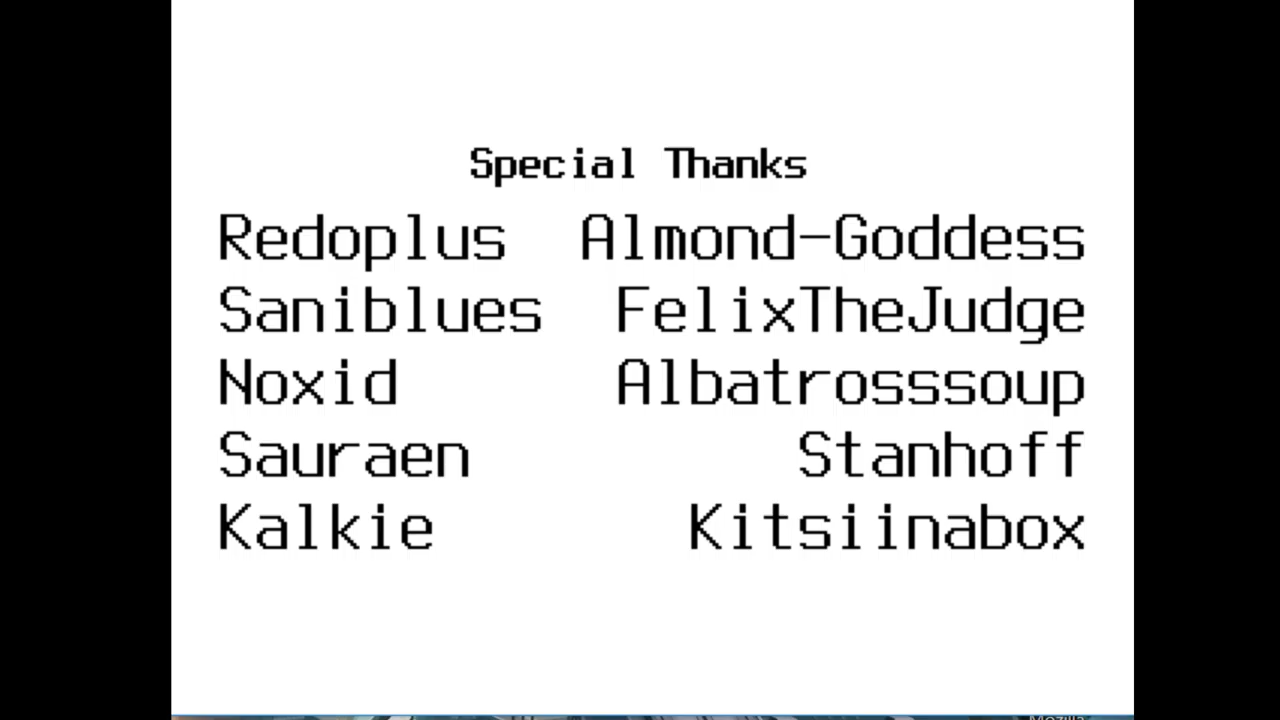 Special Thanks
Redoplus Almond-Goddess
Saniblues FelixTheJudge
Noxid Albatrosssoup
Sauraen Stanhoff
Kalkie Kitsiinabox